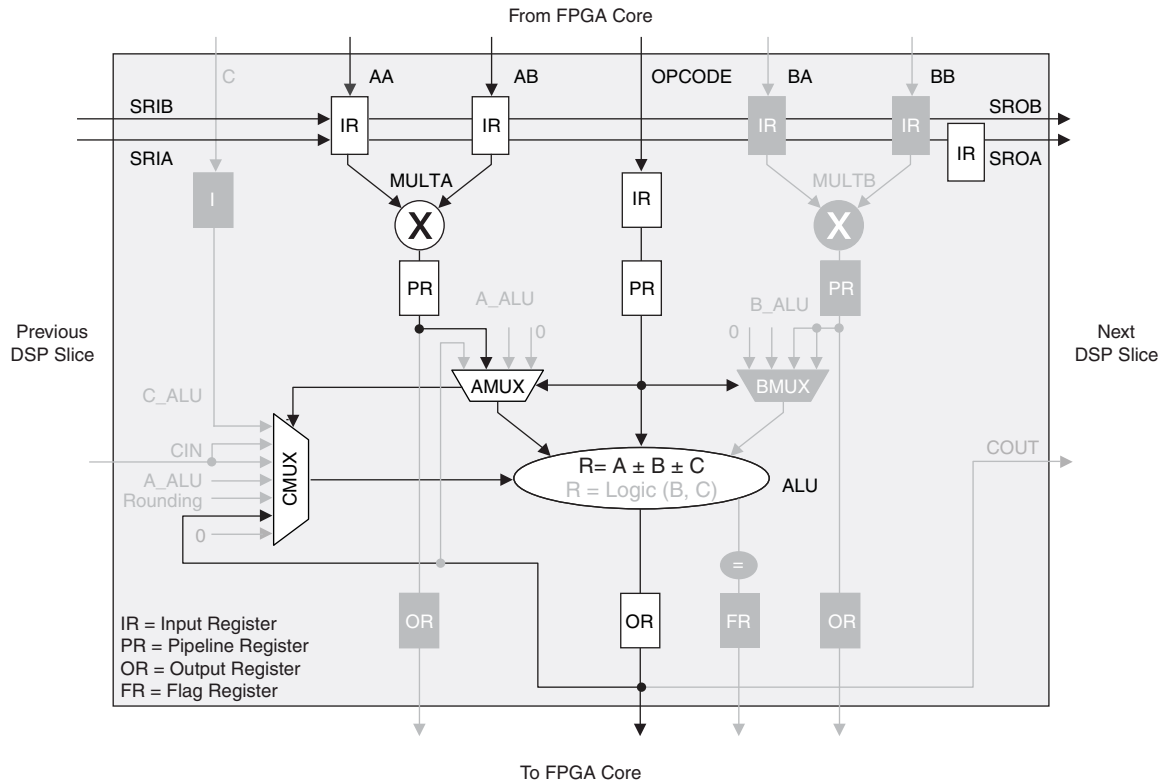 From FPGA Core
C
AA
AB
OPCODE
BA
BB
SRIB
IR
IR
IR
IR
SROB
SRIA
IR
SROA
I
MULTA
IR
MULTB
X
X
PR
PR
PR
A_ALU
B_ALU
0
0
Previous
DSP Slice
Next
DSP Slice
AMUX
BMUX
C_ALU
CIN
A_ALU
Rounding
0
CMUX
R= A ± B ± C
R = Logic (B, C)
ALU
COUT
=
OR
OR
FR
OR
IR = Input Register
PR = Pipeline Register
OR = Output Register
FR = Flag Register
To FPGA Core